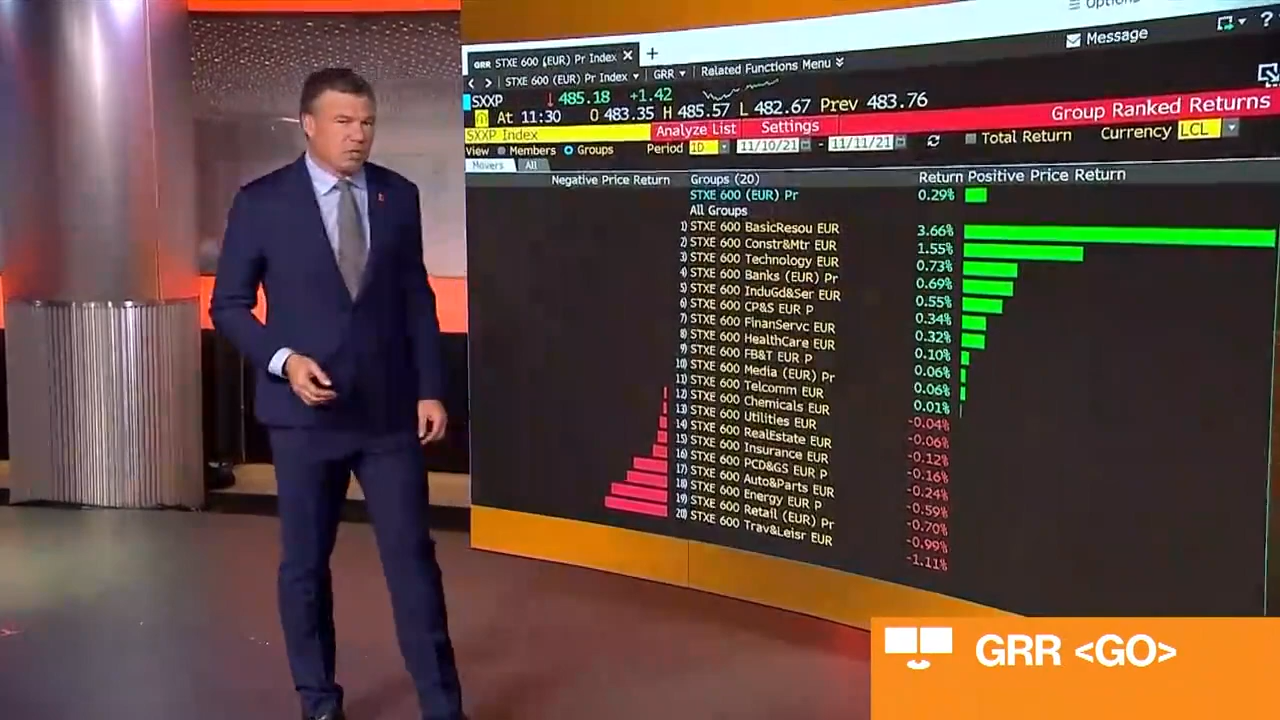 Options
GRR STXE 600 (EUR) Pr Index X +
< > STXE 600 (EUR) Pr Index GRR Related Functions Menu
Message
?
SXXP 485.18 +1.42
At 11:30 O 483.35 H 485.57 L 482.67 Prev 483.76
SXXP Index Analyze List Settings Group Ranked Returns
View Members Groups Period 1D 11/10/21 - 11/11/21 Total Return Currency LCL
Movers All
Negative Price Return Groups (20) Return Positive Price Return
STXE 600 (EUR) Pr 0.29%
All Groups
1) STXE 600 BasicResou EUR 3.66%
2) STXE 600 Constr&Mtr EUR 1.55%
3) STXE 600 Technology EUR 0.73%
4) STXE 600 Banks (EUR) Pr 0.69%
5) STXE 600 InduGd&Ser EUR 0.55%
6) STXE 600 CP&S EUR P 0.34%
7) STXE 600 FinanServc EUR 0.32%
8) STXE 600 HealthCare EUR 0.10%
9) STXE 600 FB&T EUR P 0.06%
10) STXE 600 Media (EUR) Pr 0.06%
11) STXE 600 Telcomm EUR 0.01%
12) STXE 600 Chemicals EUR -0.04%
13) STXE 600 Utilities EUR -0.06%
14) STXE 600 RealEstate EUR -0.12%
15) STXE 600 Insurance EUR -0.16%
16) STXE 600 PCD&GS EUR P -0.24%
17) STXE 600 Auto&Parts EUR -0.59%
18) STXE 600 Energy EUR P -0.70%
19) STXE 600 Retail (EUR) Pr -0.99%
20) STXE 600 Trav&Leisr EUR -1.11%
GRR <GO>